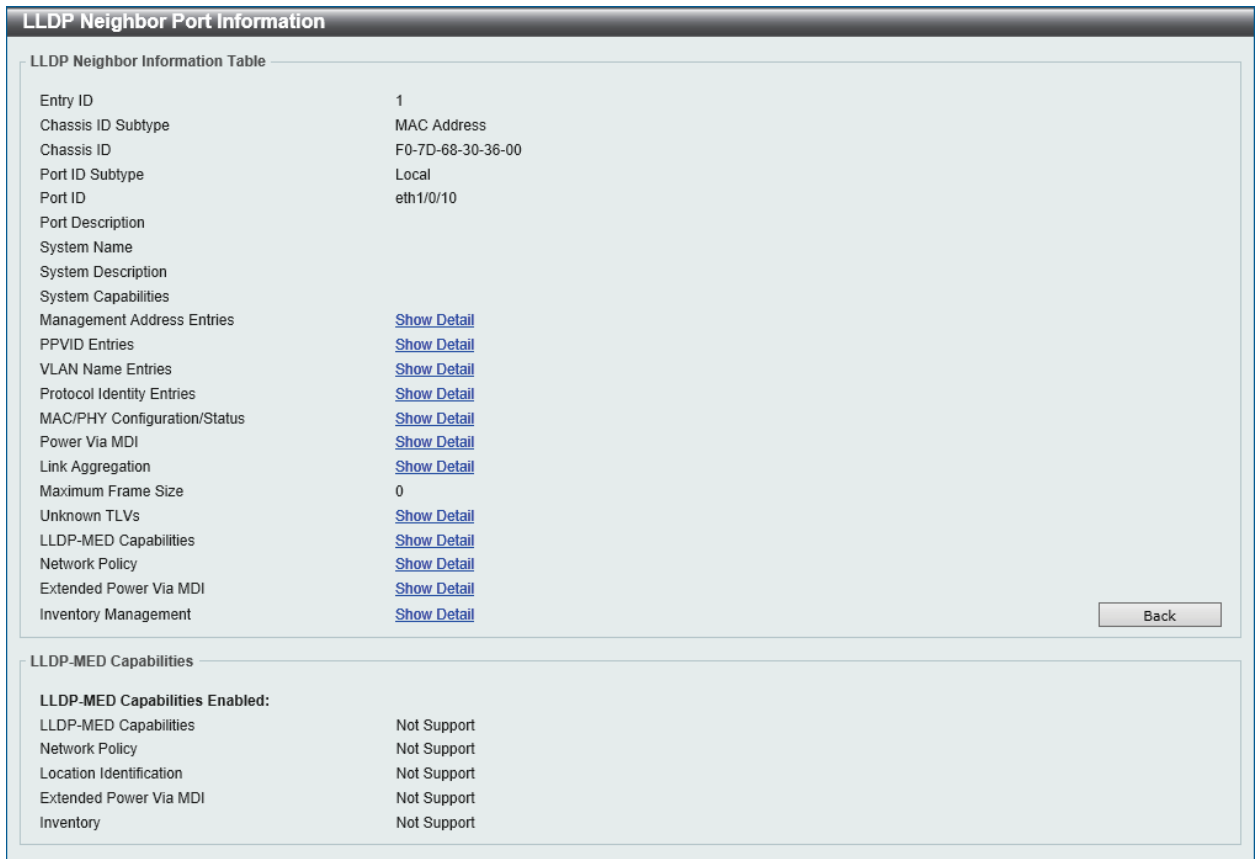 LLDP Neighbor Port Information
LLDP Neighbor Information Table
Entry ID 1
Chassis ID Subtype MAC Address
Chassis ID F0-7D-68-30-36-00
Port ID Subtype Local
Port ID eth1/0/10
Port Description
System Name
System Description
System Capabilities
Management Address Entries Show Detail
PPVID Entries Show Detail
VLAN Name Entries Show Detail
Protocol Identity Entries Show Detail
MAC/PHY Configuration/Status Show Detail
Power Via MDI Show Detail
Link Aggregation Show Detail
Maximum Frame Size 0
Unknown TLVs Show Detail
LLDP-MED Capabilities Show Detail
Network Policy Show Detail
Extended Power Via MDI Show Detail
Inventory Management Show Detail Back
LLDP-MED Capabilities
LLDP-MED Capabilities Enabled:
LLDP-MED Capabilities Not Support
Network Policy Not Support
Location Identification Not Support
Extended Power Via MDI Not Support
Inventory Not Support